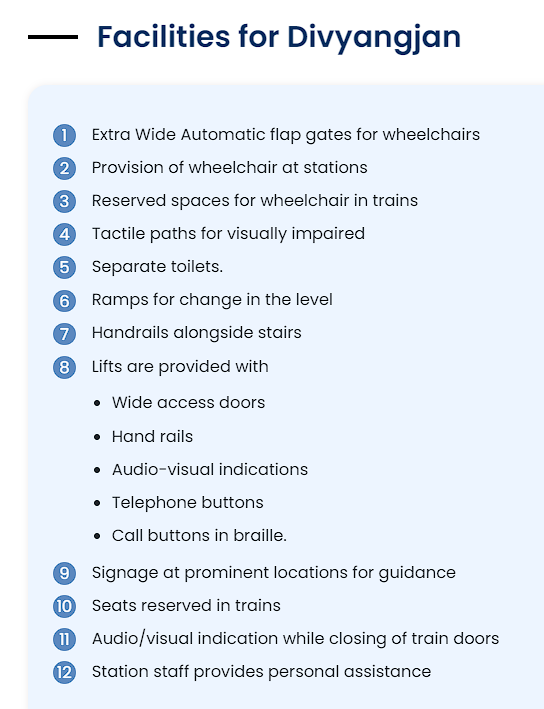 Facilities for Divyangjan
1 Extra Wide Automatic flap gates for wheelchairs
2 Provision of wheelchair at stations
3 Reserved spaces for wheelchair in trains
4 Tactile paths for visually impaired
5 Separate toilets.
6 Ramps for change in the level
7 Handrails alongside stairs
8 Lifts are provided with
• Wide access doors
• Hand rails
• Audio-visual indications
• Telephone buttons
• Call buttons in braille.
9 Signage at prominent locations for guidance
10 Seats reserved in trains
11 Audio/visual indication while closing of train doors
12 Station staff provides personal assistance